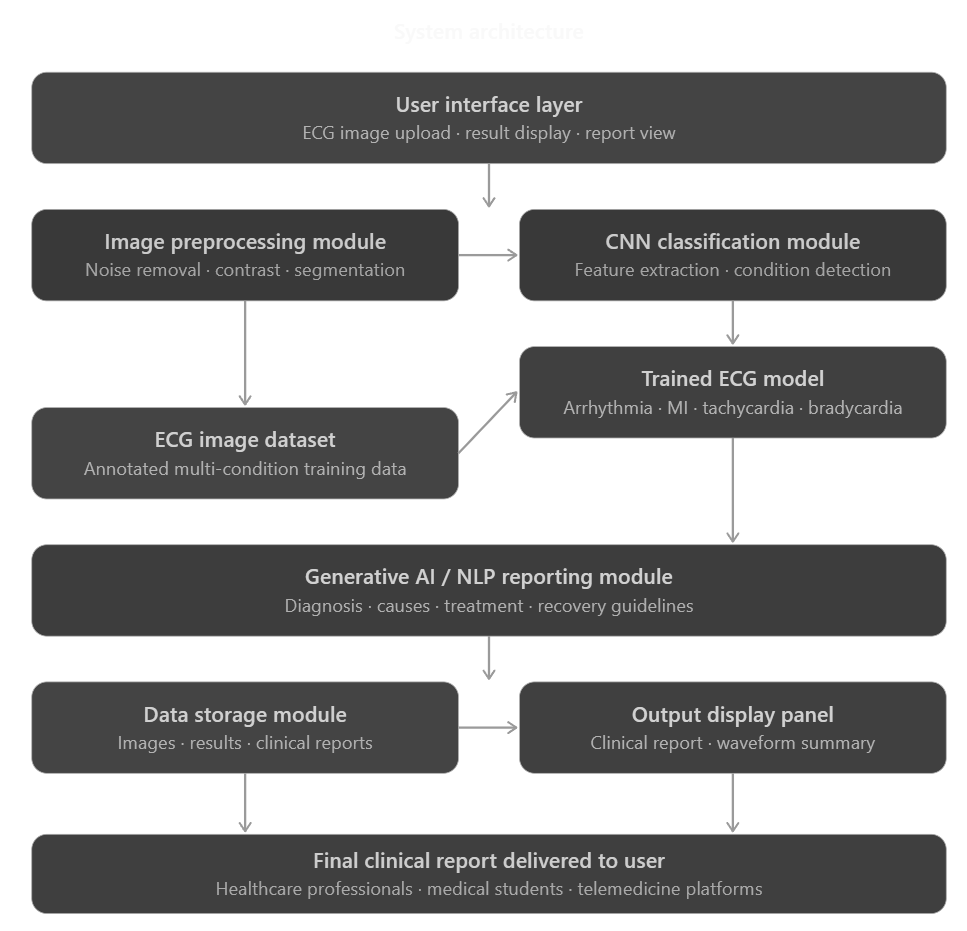 System architecture
User interface layer
ECG image upload · result display · report view
Image preprocessing module
Noise removal · contrast · segmentation
CNN classification module
Feature extraction · condition detection
Trained ECG model
Arrhythmia · MI · tachycardia · bradycardia
ECG image dataset
Annotated multi-condition training data
Generative AI / NLP reporting module
Diagnosis · causes · treatment · recovery guidelines
Data storage module
Images · results · clinical reports
Output display panel
Clinical report · waveform summary
Final clinical report delivered to user
Healthcare professionals · medical students · telemedicine platforms